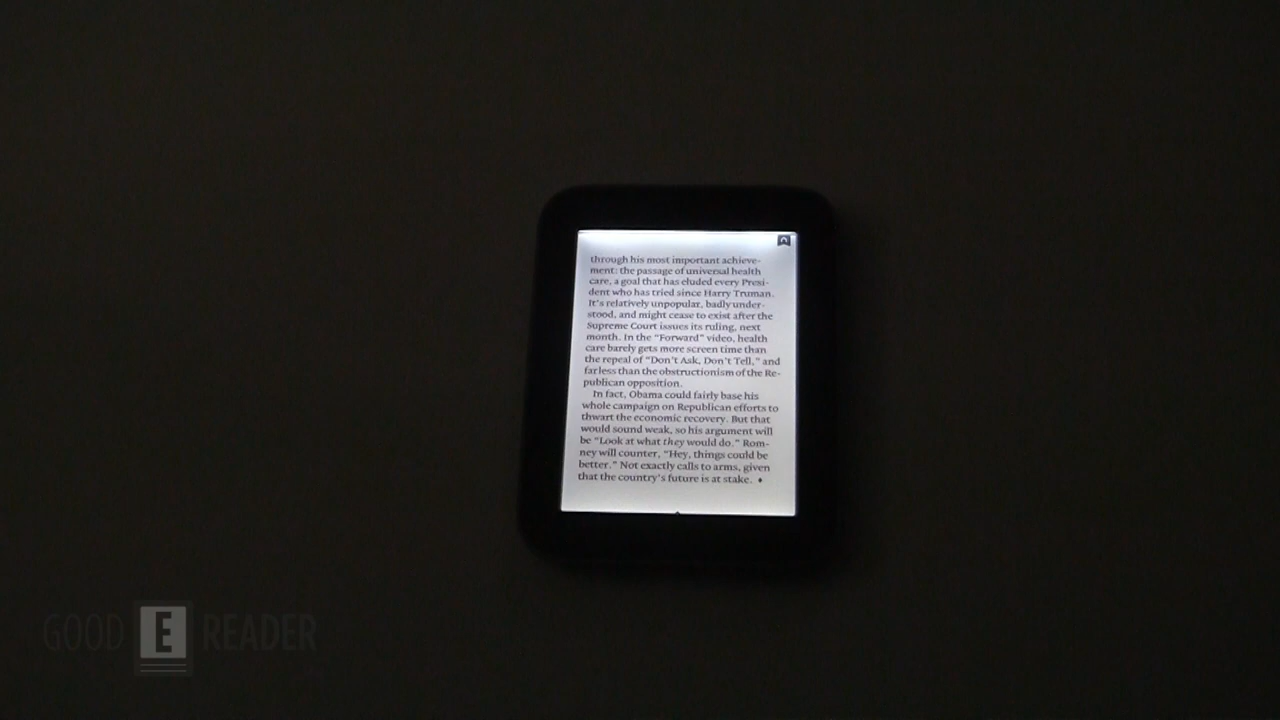 through his most important achieve-
ment: the passage of universal health
care, a goal that has eluded every Presi-
dent who has tried since Harry Truman.
It's relatively unpopular, badly under-
stood, and might cease to exist after the
Supreme Court issues its ruling, next
month. In the “Forward” video, health
care barely gets more screen time than
the repeal of “Don't Ask, Don't Tell,” and
far less than the obstructionism of the Re-
publican opposition.
In fact, Obama could fairly base his
whole campaign on Republican efforts to
thwart the economic recovery. But that
would sound weak, so his argument will
be “Look at what they would do.” Rom-
ney will counter, “Hey, things could be
better.” Not exactly calls to arms, given
that the country's future is at stake. ♦
GOOD E READER